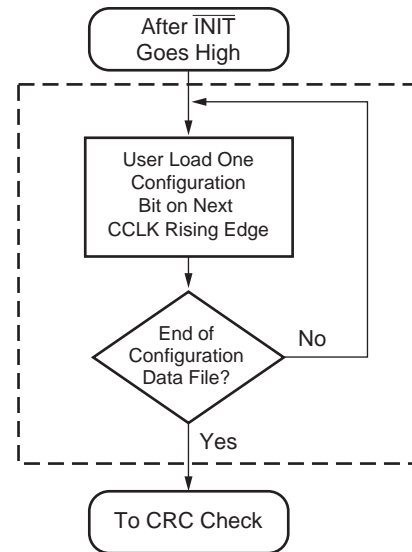 After INIT
Goes High
User Load One
Configuration
Bit on Next
CCLK Rising Edge
End of
Configuration
Data File?
No
Yes
To CRC Check